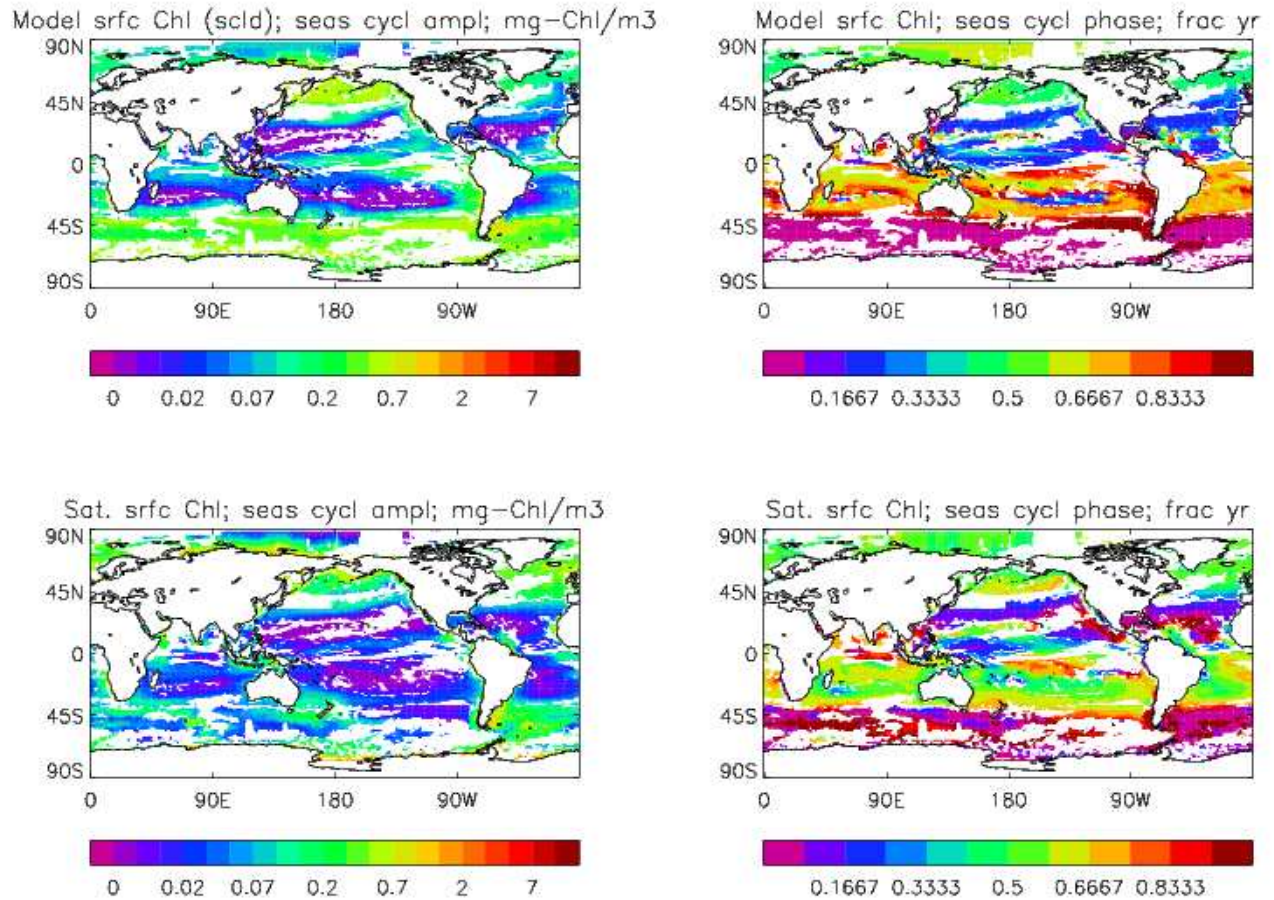 Model srfc Chl (scld); seas cycl ampl; mg-Chl/m3
90N
45N
0
45S
90S
0 90E 180 90W
0 0.02 0.07 0.2 0.7 2 7
Model srfc Chl; seas cycl phase; frac yr
90N
45N
0
45S
90S
0 90E 180 90W
0.1667 0.3333 0.5 0.6667 0.8333
Sat. srfc Chl; seas cycl ampl; mg-Chl/m3
90N
45N
0
45S
90S
0 90E 180 90W
0 0.02 0.07 0.2 0.7 2 7
Sat. srfc Chl; seas cycl phase; frac yr
90N
45N
0
45S
90S
0 90E 180 90W
0.1667 0.3333 0.5 0.6667 0.8333